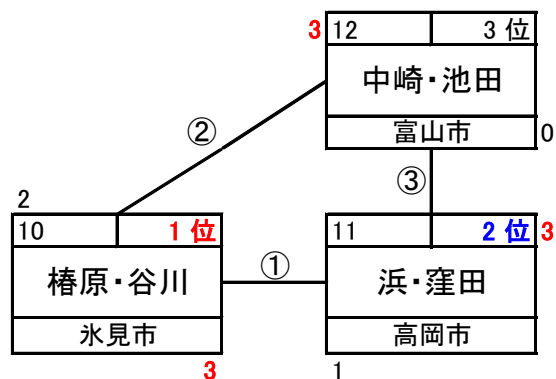 3 12 3位
中崎・池田
富山市 0
②
③
2
10 1位
11 2位 3
椿原・谷川
①
浜・窪田
氷見市
高岡市
3
1